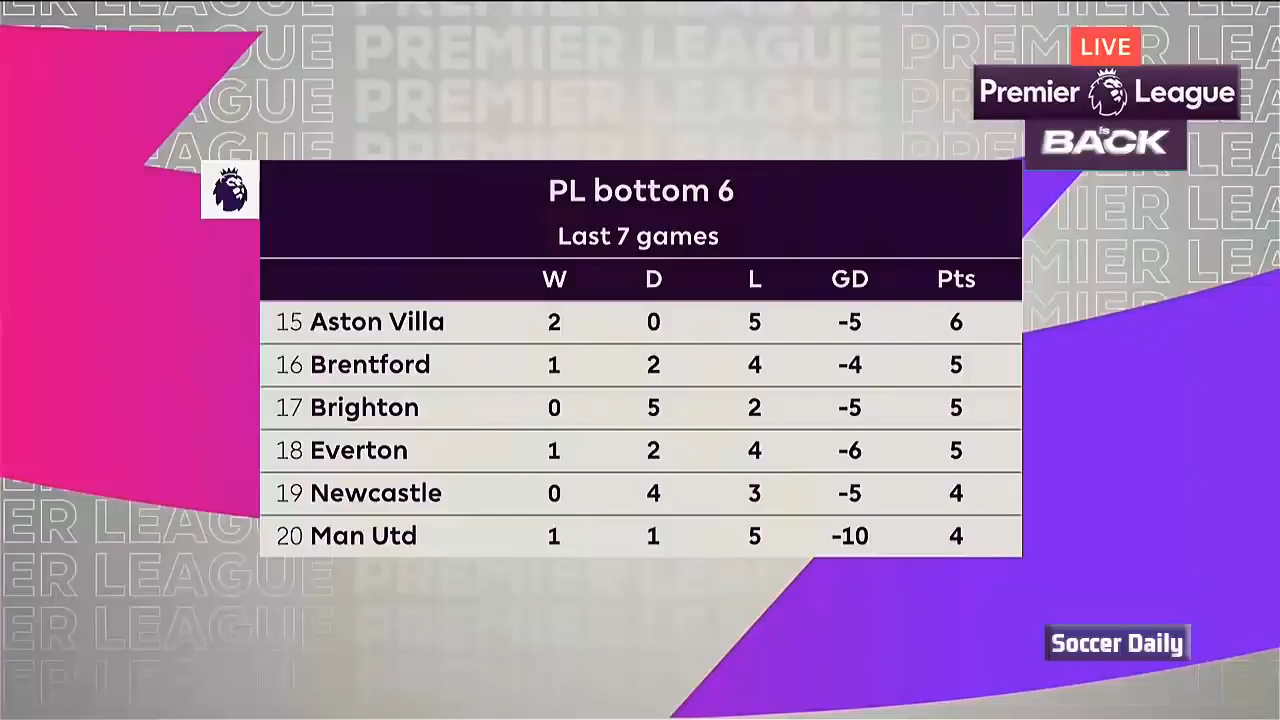 PREMIER LEAGUE
LIVE
Premier League
is
BACK
PL bottom 6
Last 7 games
W D L GD Pts
15 Aston Villa 2 0 5 -5 6
16 Brentford 1 2 4 -4 5
17 Brighton 0 5 2 -5 5
18 Everton 1 2 4 -6 5
19 Newcastle 0 4 3 -5 4
20 Man Utd 1 1 5 -10 4
Soccer Daily